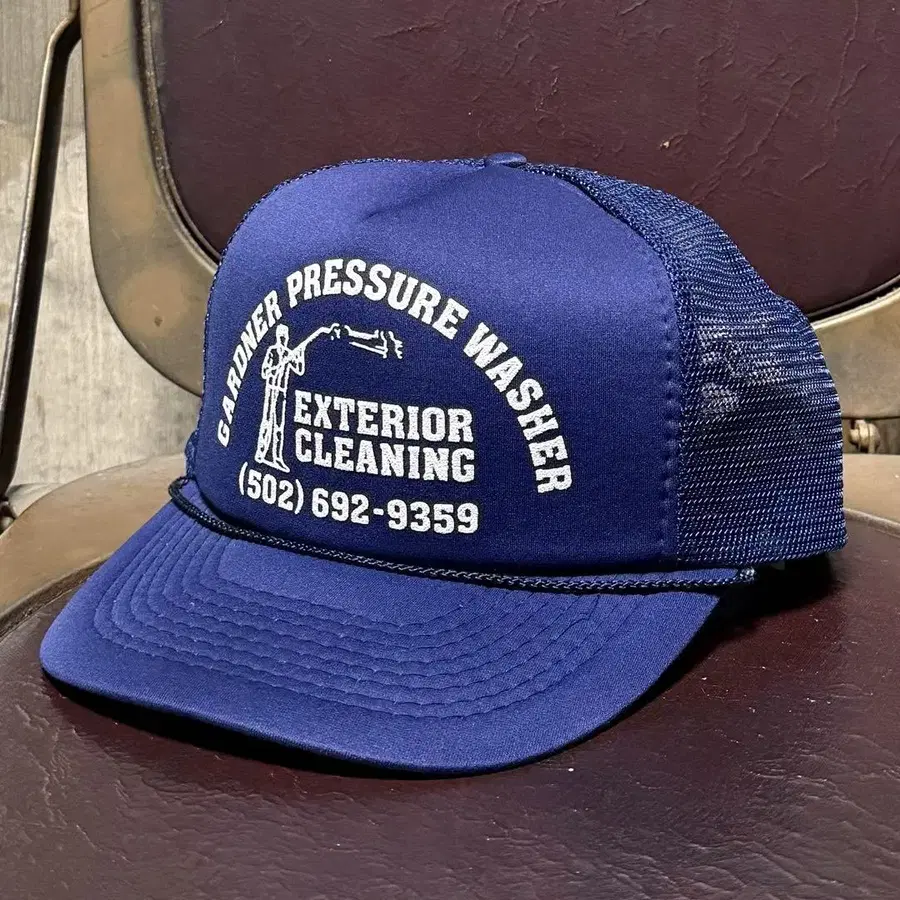 GARDNER PRESSURE WASHER
EXTERIOR
CLEANING
(502) 692-9359